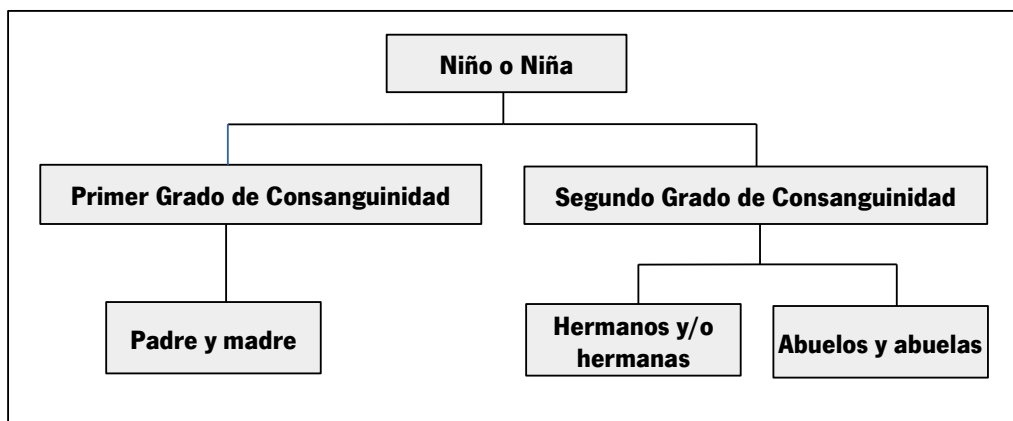 Niño o Niña
Primer Grado de Consanguinidad
Segundo Grado de Consanguinidad
Padre y madre
Hermanos y/o
hermanas
Abuelos y abuelas